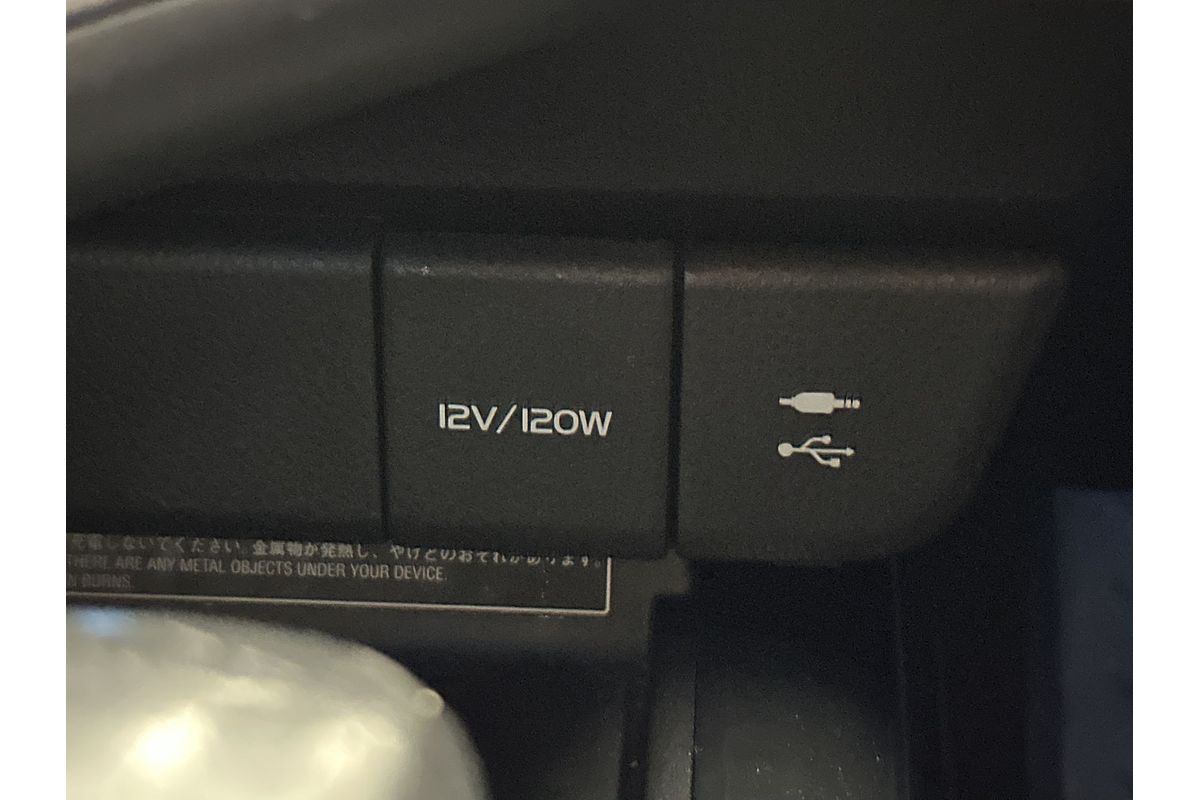 12V/120W
充電しないでください。金属物が発熱し、やけどのおそれがあります。
THERE ARE ANY METAL OBJECTS UNDER YOUR DEVICE.
BURNS.